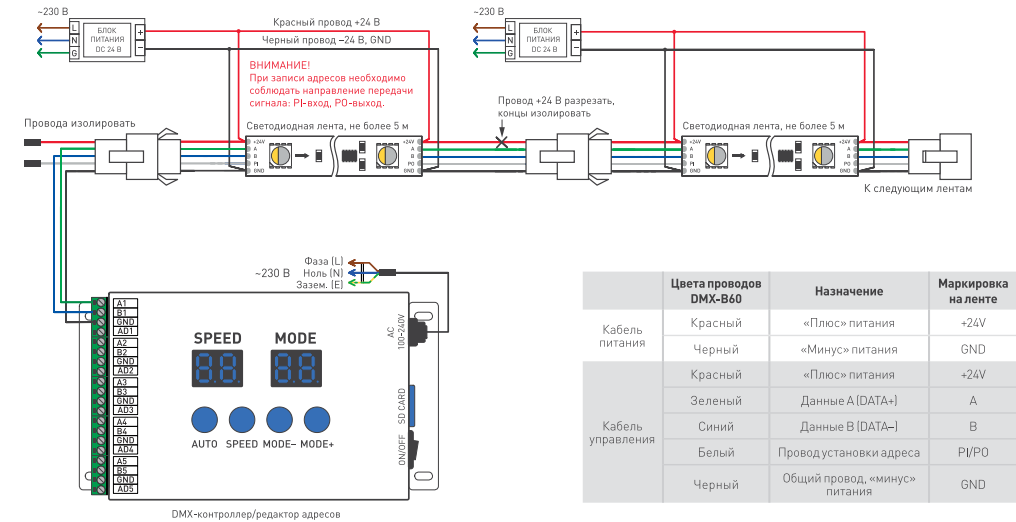 ~230 В
L
N
G
БЛОК
ПИТАНИЯ
DC 24 В
+
–
Красный провод +24 В
Черный провод –24 В, GND
ВНИМАНИЕ!
При записи адресов необходимо
соблюдать направление передачи
сигнала: PI-вход, PO-выход.
~230 В
L
N
G
БЛОК
ПИТАНИЯ
DC 24 В
+
–
Провод +24 В разрезать,
концы изолировать
Провода изолировать
Светодиодная лента, не более 5 м
+24V
A
B
PI
GND
+24V
A
B
PO
GND
Светодиодная лента, не более 5 м
+24V
A
B
PI
GND
+24V
A
B
PO
GND
К следующим лентам
~230 В
Фаза (L)
Ноль (N)
Зазем. (E)
A1
B1
GND
AD1
A2
B2
GND
AD2
A3
B3
GND
AD3
A4
B4
GND
AD4
A5
B5
GND
AD5
SPEED
MODE
88
88
AUTO
SPEED
MODE–
MODE+
AC
100-240V
SD CARD
ON/OFF
DMX-контроллер/редактор адресов
Цвета проводов
DMX-B60
Назначение
Маркировка
на ленте
Кабель
питания
Красный
«Плюс» питания
+24V
Черный
«Минус» питания
GND
Кабель
управления
Красный
«Плюс» питания
+24V
Зеленый
Данные A (DATA+)
A
Синий
Данные B (DATA–)
B
Белый
Провод установки адреса
PI/PO
Черный
Общий провод, «минус»
питания
GND